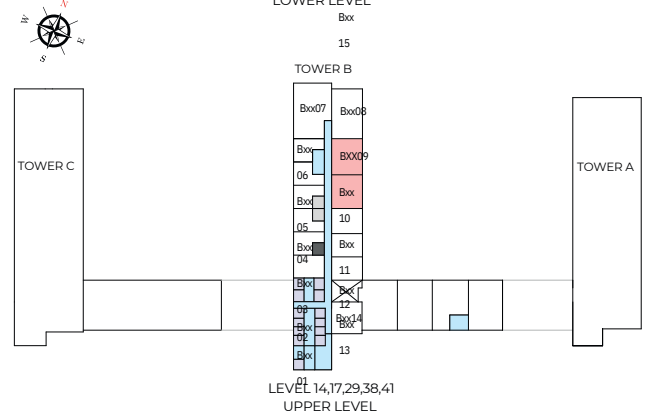 LOWER LEVEL
N
W
E
S
Bxx
15
TOWER B
Bxx07
Bxx08
Bxx
BXX09
TOWER C
TOWER A
06
Bxx
Bxx
10
05
Bxx
Bxx
04
11
Bxx
Bxx
03
12
Bxx14
Bxx
Bxx
02
Bxx
13
01
LEVEL 14,17,29,38,41
UPPER LEVEL